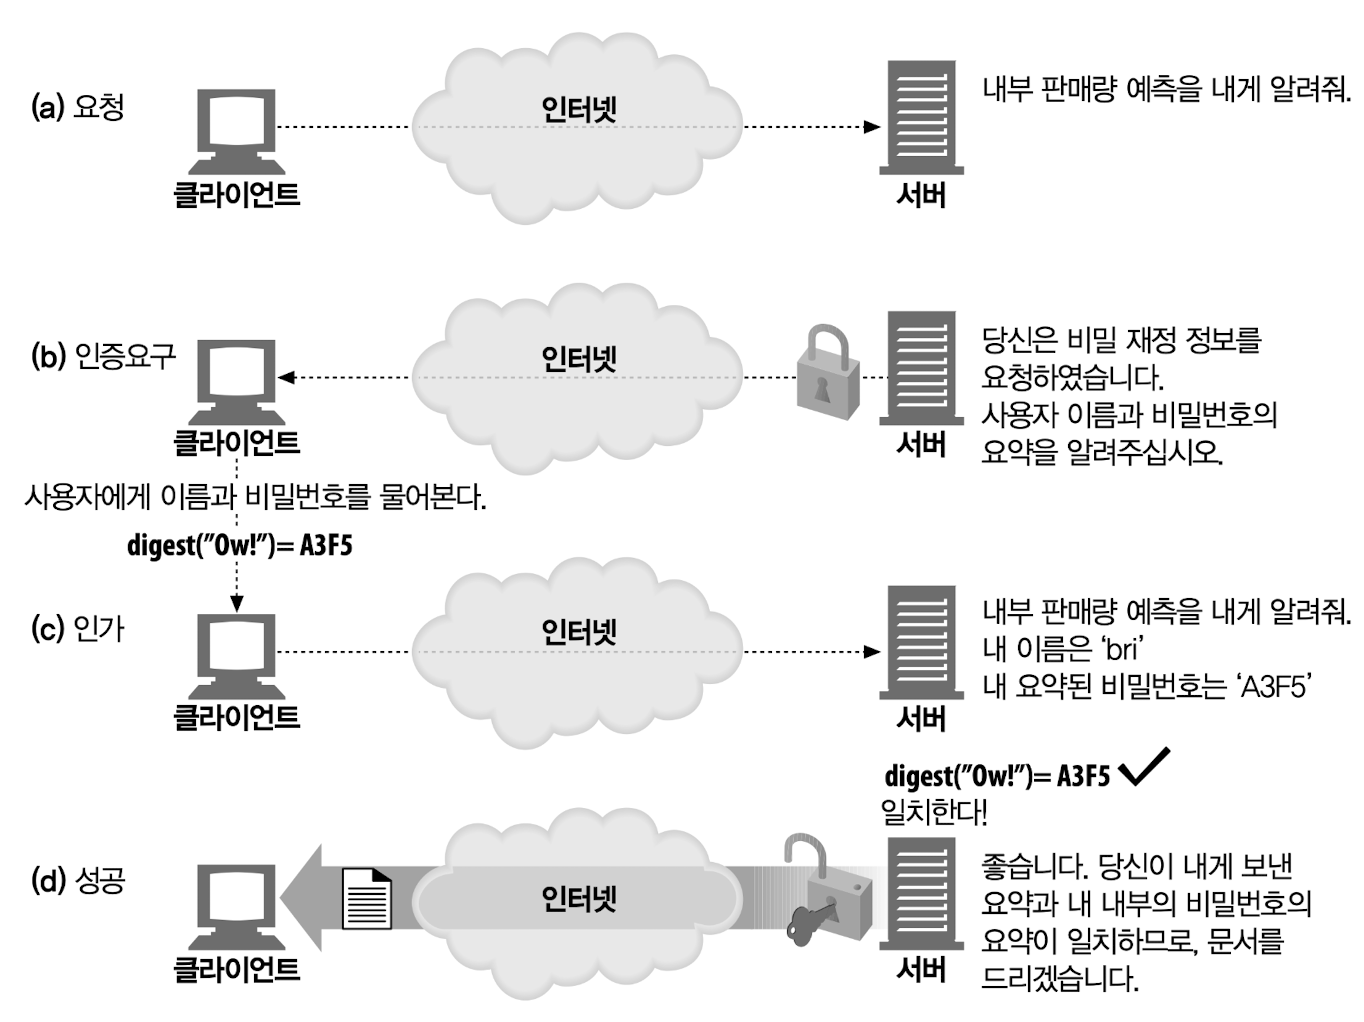 (a) 요청
인터넷
내부 판매량 예측을 내게 알려줘.
클라이언트
서버
(b) 인증요구
인터넷
당신은 비밀 재정 정보를
요청하였습니다.
사용자 이름과 비밀번호의
요약을 알려주십시오.
클라이언트
서버
사용자에게 이름과 비밀번호를 물어본다.
digest("Ow!")= A3F5
(c) 인가
인터넷
내부 판매량 예측을 내게 알려줘.
내 이름은 ‘bri’
내 요약된 비밀번호는 ‘A3F5’
클라이언트
서버
digest("Ow!")= A3F5
일치한다!
(d) 성공
인터넷
좋습니다. 당신이 내게 보낸
요약과 내 내부의 비밀번호의
요약이 일치하므로, 문서를
드리겠습니다.
클라이언트
서버